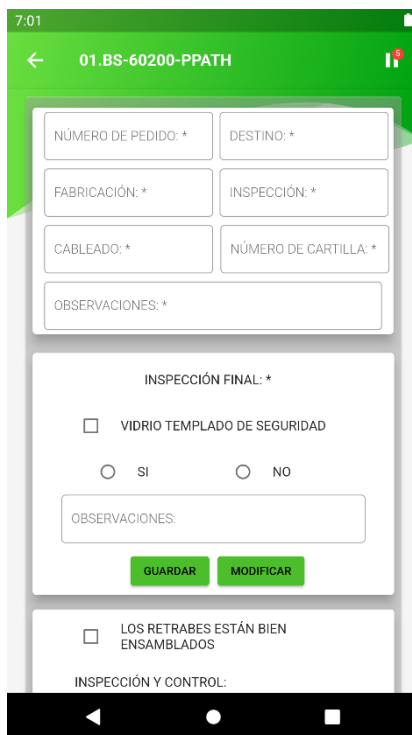 7:01
01.BS-60200-PPATH
5
NÚMERO DE PEDIDO: *
DESTINO: *
FABRICACIÓN: *
INSPECCIÓN: *
CABLEADO: *
NÚMERO DE CARTILLA: *
OBSERVACIONES: *
INSPECCIÓN FINAL: *
VIDRIO TEMPLADO DE SEGURIDAD
SI
NO
OBSERVACIONES:
GUARDAR
MODIFICAR
LOS RETRABES ESTÁN BIEN
ENSAMBLADOS
INSPECCIÓN Y CONTROL: